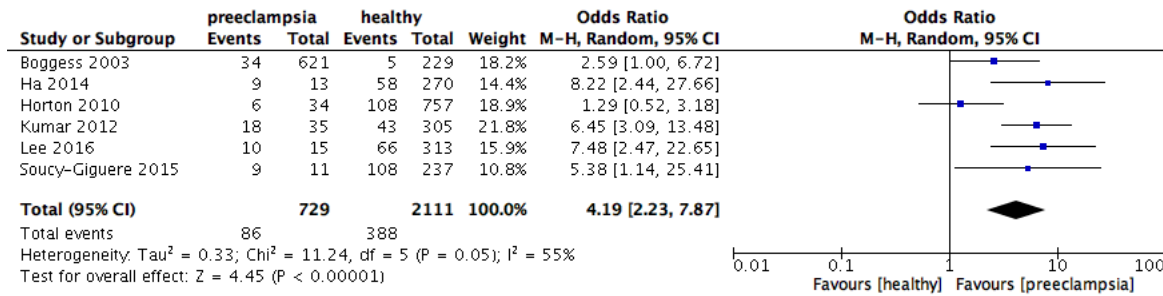 preeclampsia healthy Odds Ratio Odds Ratio
Study or Subgroup Events Total Events Total Weight M-H, Random, 95% CI M-H, Random, 95% CI
Boggess 2003 34 621 5 229 18.2% 2.59 [1.00, 6.72]
Ha 2014 9 13 58 270 14.4% 8.22 [2.44, 27.66]
Horton 2010 6 34 108 757 18.9% 1.29 [0.52, 3.18]
Kumar 2012 18 35 43 305 21.8% 6.45 [3.09, 13.48]
Lee 2016 10 15 66 313 15.9% 7.48 [2.47, 22.65]
Soucy-Giguere 2015 9 11 108 237 10.8% 5.38 [1.14, 25.41]
Total (95% CI) 729 2111 100.0% 4.19 [2.23, 7.87]
Total events 86 388
Heterogeneity: Tau² = 0.33; Chi² = 11.24, df = 5 (P = 0.05); I² = 55%
Test for overall effect: Z = 4.45 (P < 0.00001)
0.01 0.1 1 10 100
Favours [healthy] Favours [preeclampsia]